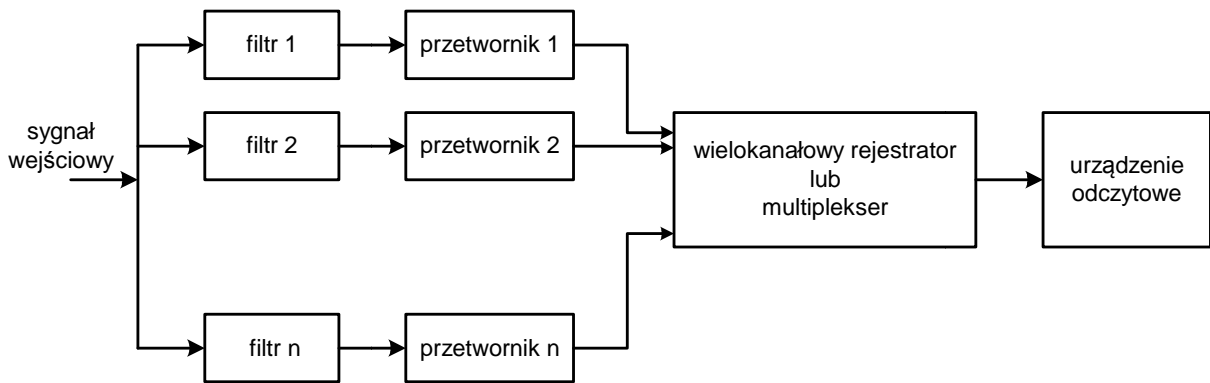 filtr 1
przetwornik 1
sygnał
wejściowy
filtr 2
przetwornik 2
wielokanałowy rejestrator
lub
multiplekser
urządzenie
odczytowe
filtr n
przetwornik n